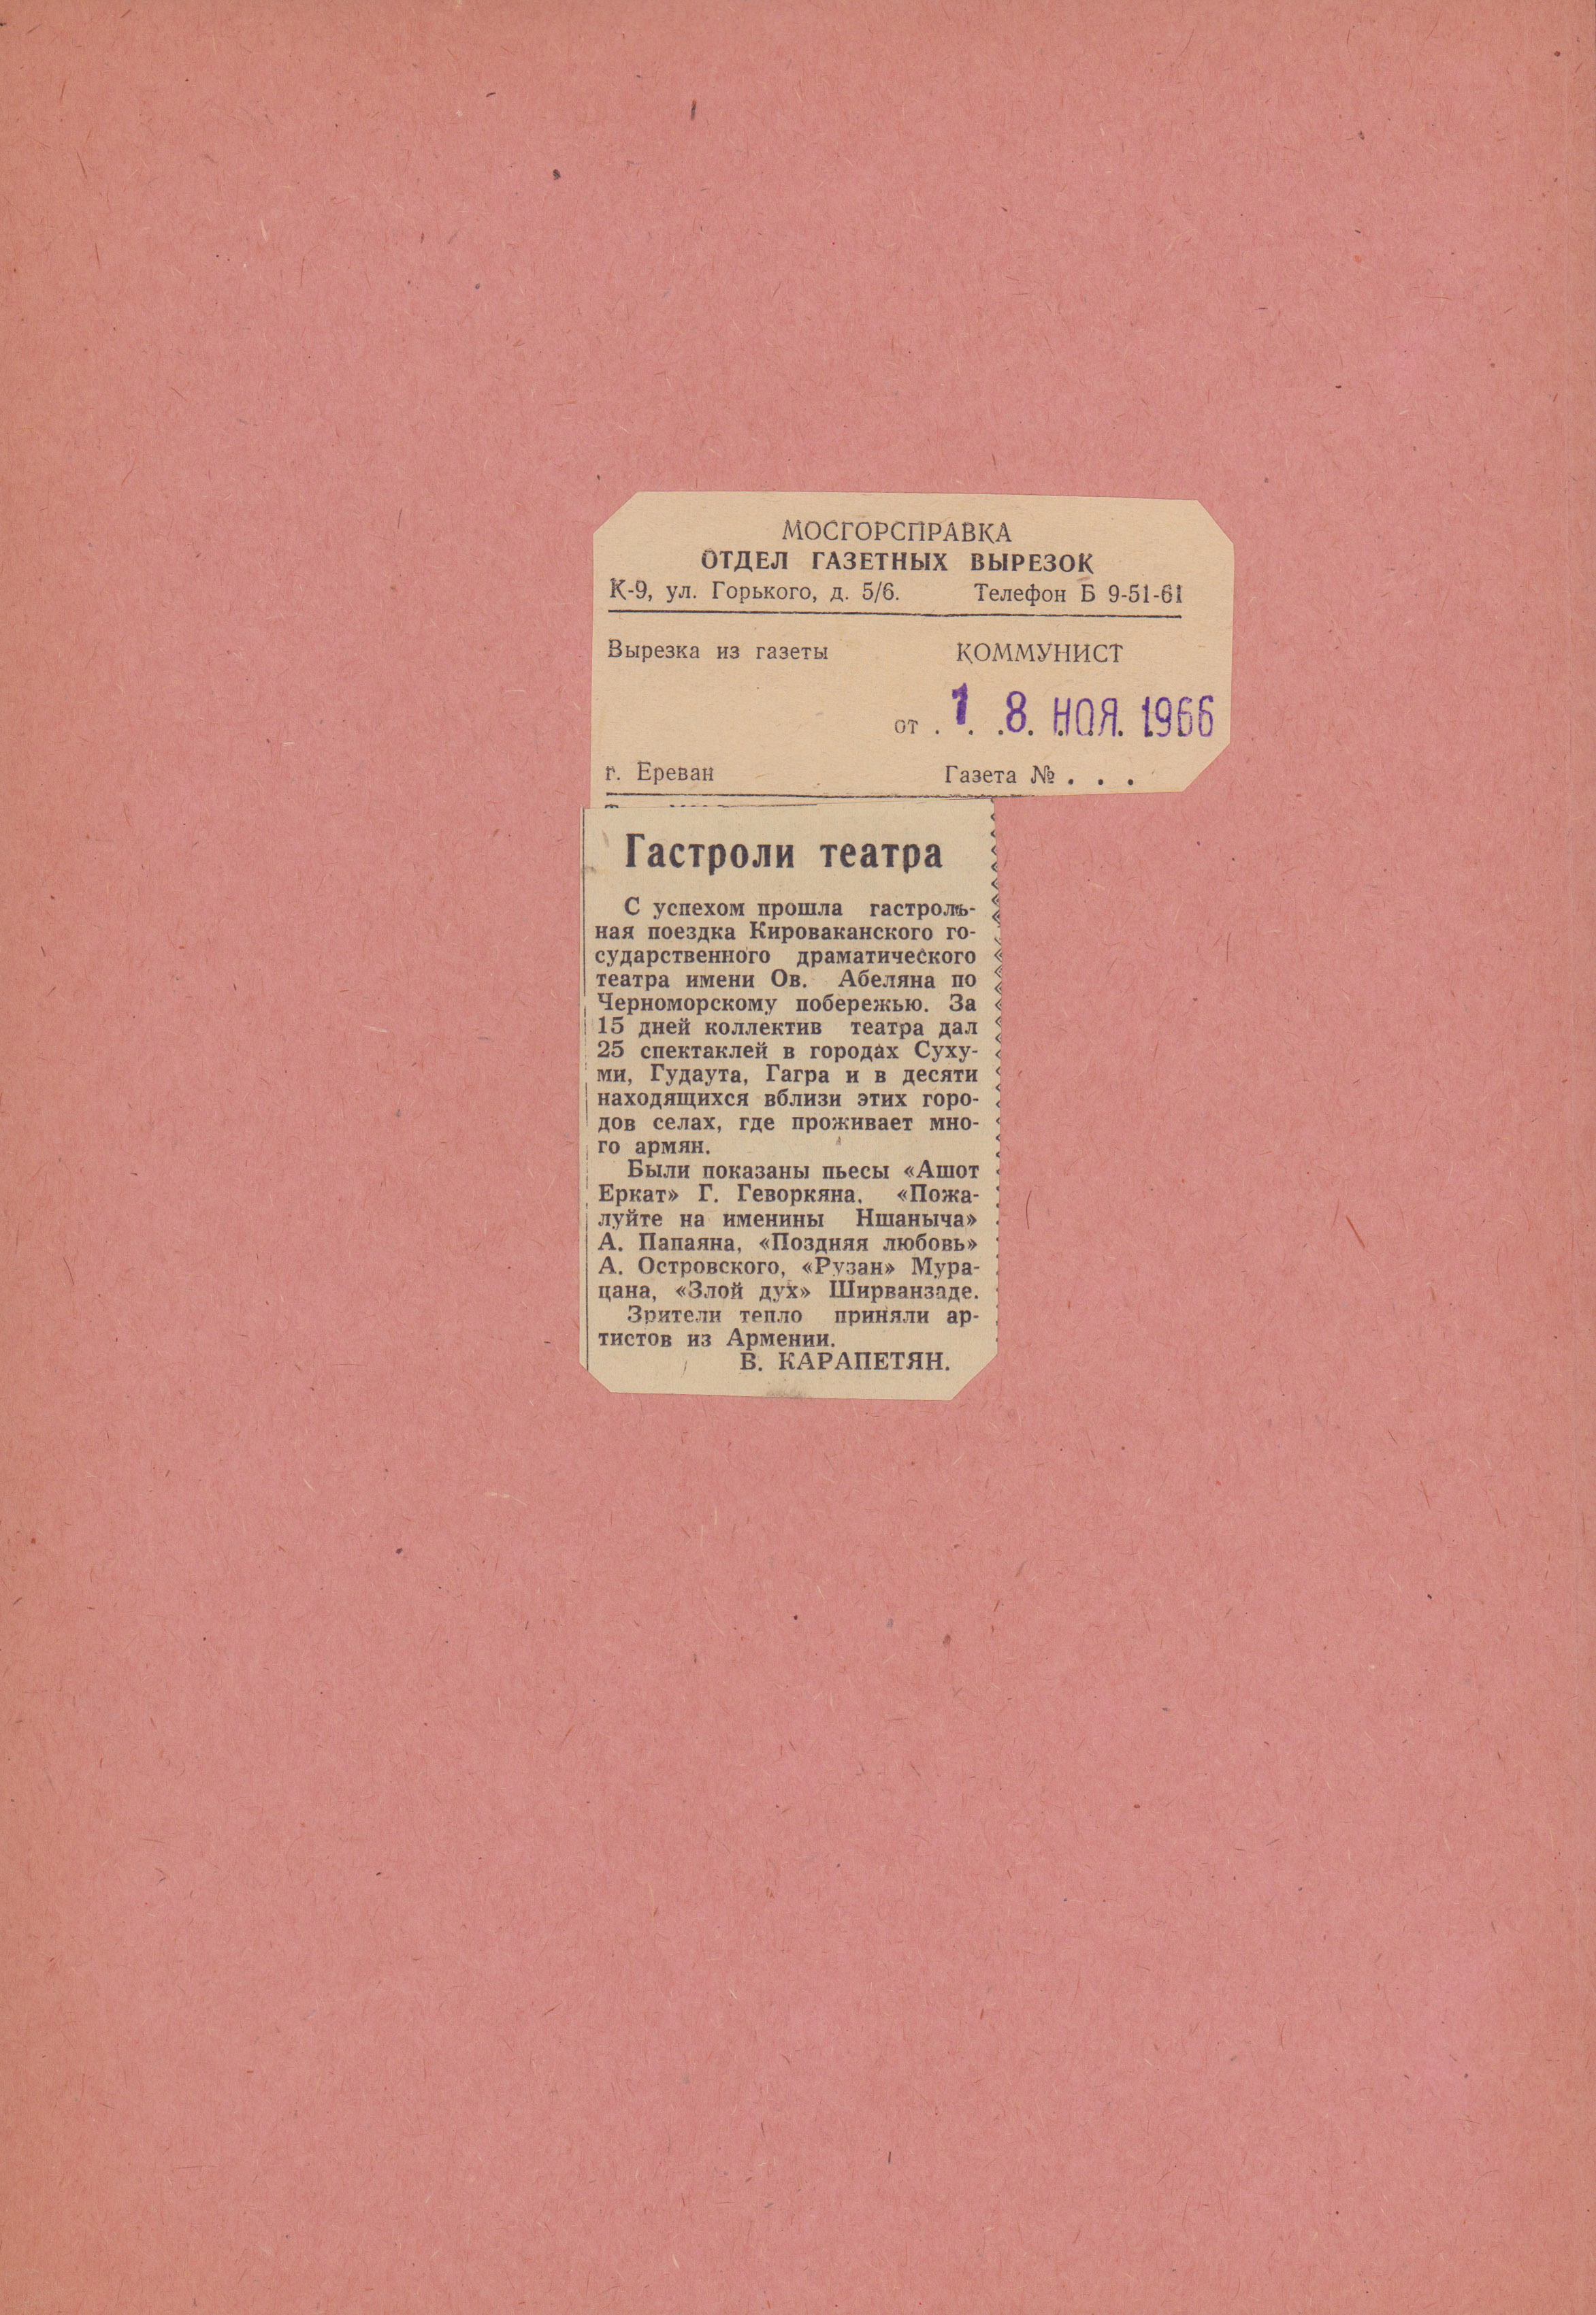 МОСГОРСПРАВКА
ОТДЕЛ ГАЗЕТНЫХ ВЫРЕЗОК
К-9, ул. Горького, д. 5/6. Телефон Б 9-51-61
Вырезка из газеты КОММУНИСТ
от . 1 8. НОЯ. 1966
г. Ереван Газета № . . .
Гастроли театра
С успехом прошла гастроль-
ная поездка Кироваканского го-
сударственного драматического
театра имени Ов. Абеляна по
Черноморскому побережью. За
15 дней коллектив театра дал
25 спектаклей в городах Суху-
ми, Гудаута, Гагра и в десяти
находящихся вблизи этих горо-
дов селах, где проживает мно-
го армян.
Были показаны пьесы «Ашот
Еркат» Г. Геворкяна, «Пожа-
луйте на именины Ншаныча»
А. Папаяна, «Поздняя любовь»
А. Островского, «Рузан» Мура-
цана, «Злой дух» Ширванзаде.
Зрители тепло приняли ар-
тистов из Армении.
В. КАРАПЕТЯН.